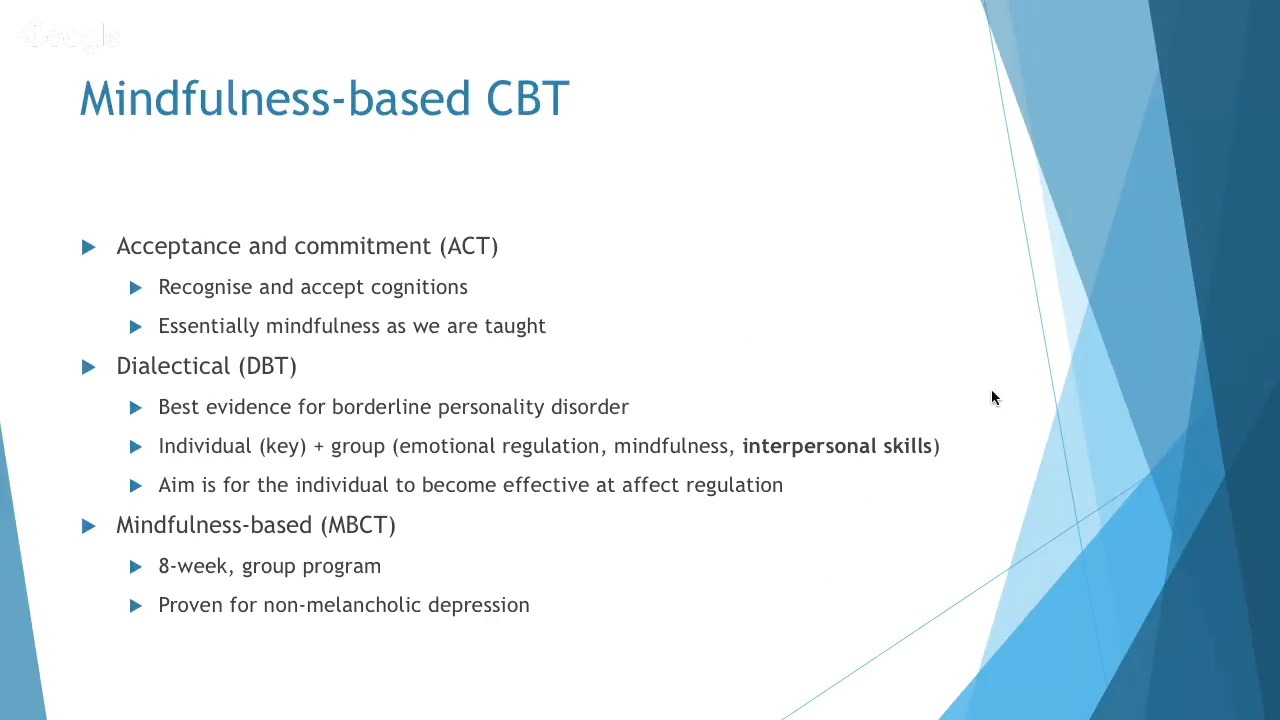 Google
Mindfulness-based CBT
Acceptance and commitment (ACT)
Recognise and accept cognitions
Essentially mindfulness as we are taught
Dialectical (DBT)
Best evidence for borderline personality disorder
Individual (key) + group (emotional regulation, mindfulness, interpersonal skills)
Aim is for the individual to become effective at affect regulation
Mindfulness-based (MBCT)
8-week, group program
Proven for non-melancholic depression